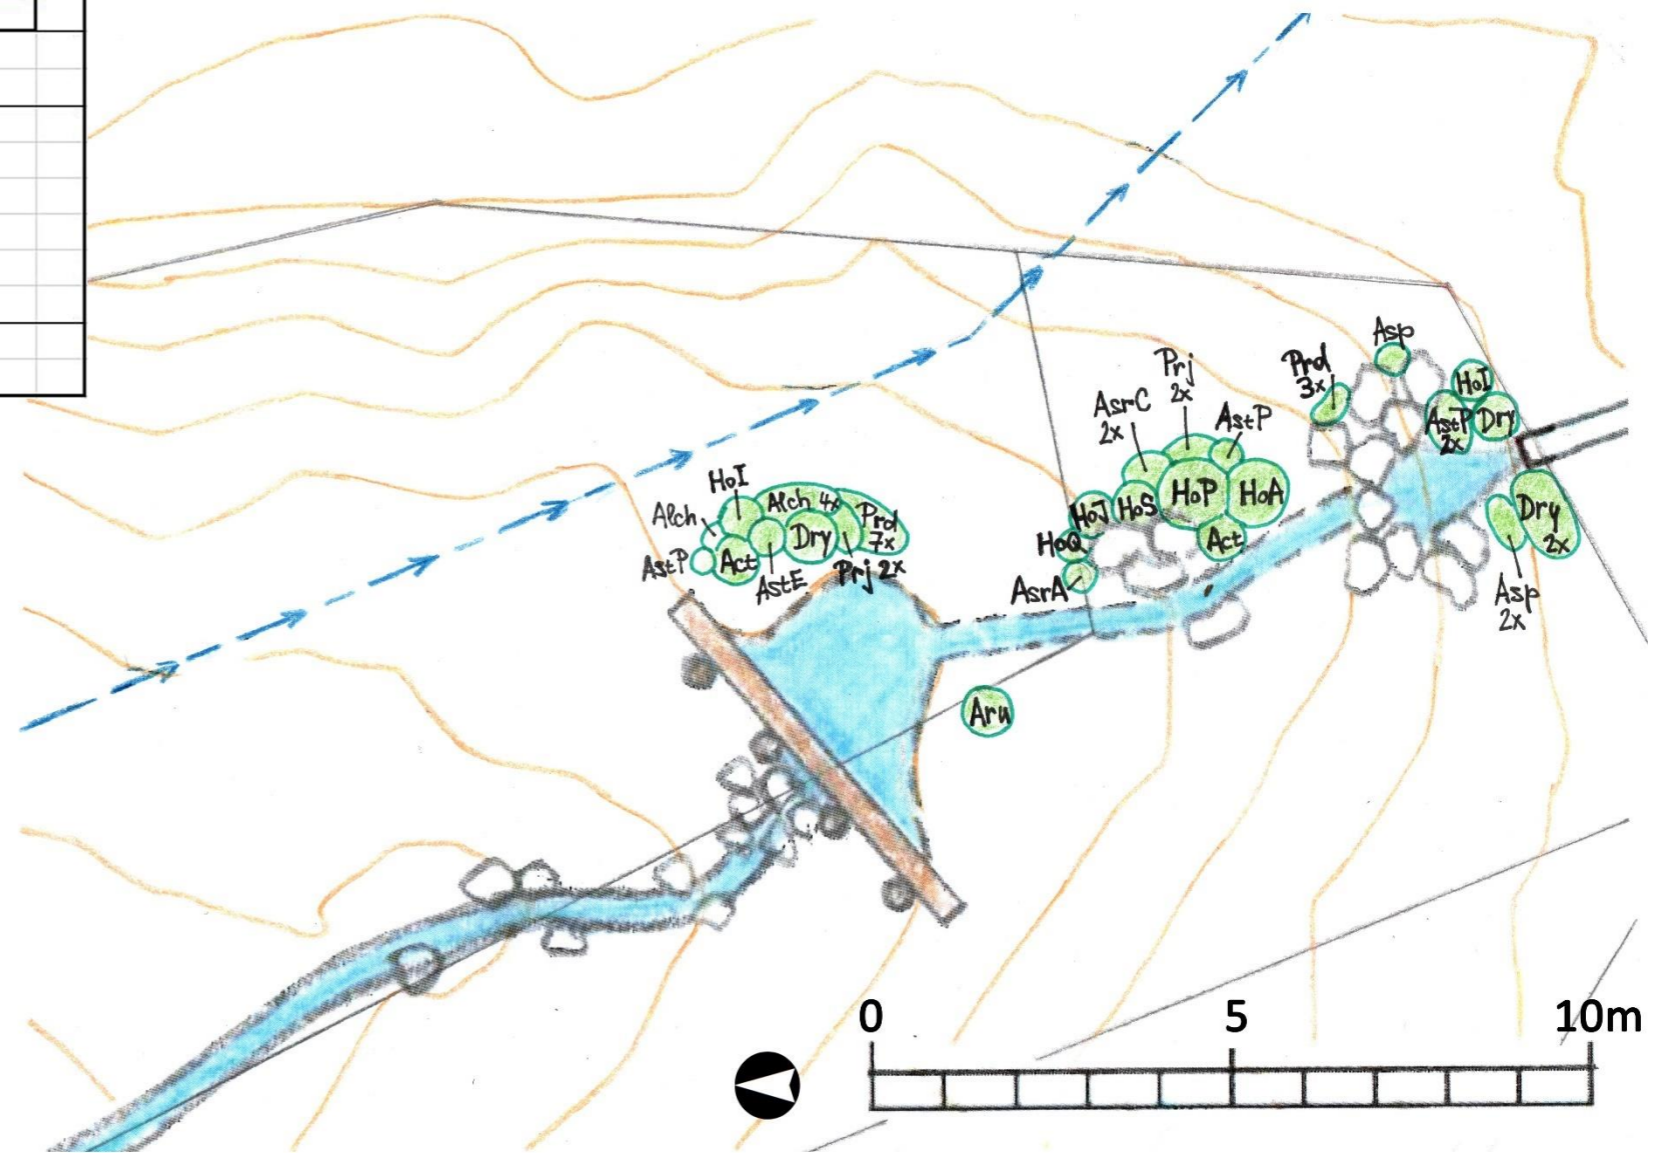 Asp
Prd
3x
HoI
AstP
2x
Dry
Prj
2x
AsrC
2x
AstP
HoJ
HoS
HoP
HoA
HoQ
Act
AsrA
Dry
2x
Asp
2x
HoI
Alch 4x
Alch
Prd
7x
Dry
AstP
Act
AstE
Prj 2x
Aru
0
5
10m